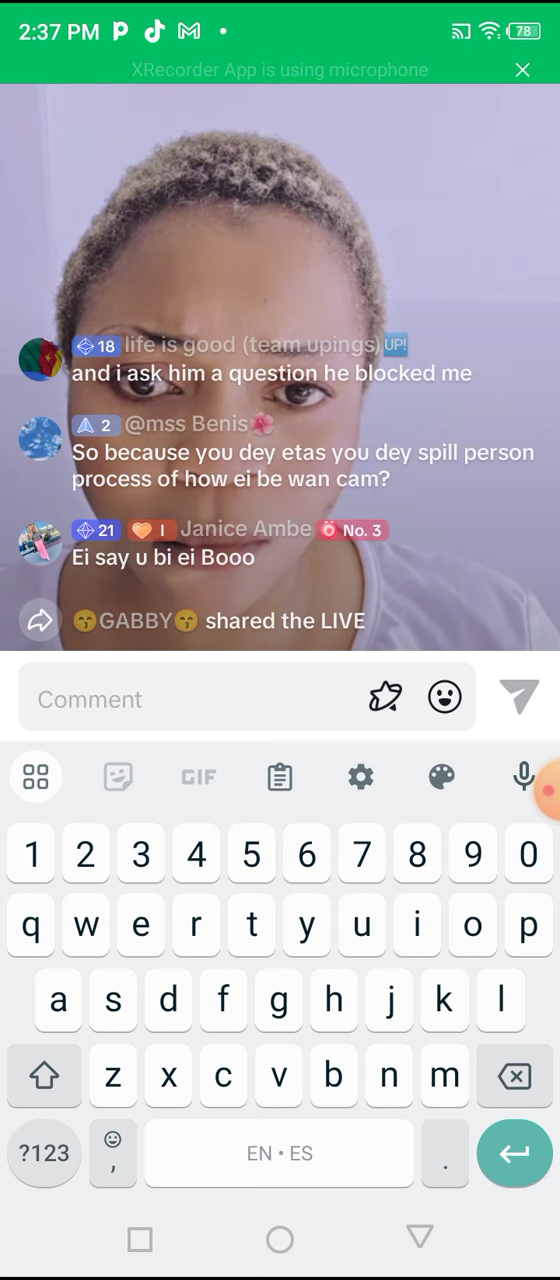 2:37 PM
78
XRecorder App is using microphone
18 life is good (team upings) UP!
and i ask him a question he blocked me
2 @mss Benis
So because you dey etas you dey spill person
process of how ei be wan cam?
21 I Janice Ambe No. 3
Ei say u bi ei Booo
GABBY shared the LIVE
Comment
GIF
1 2 3 4 5 6 7 8 9 0
q w e r t y u i o p
a s d f g h j k l
z x c v b n m
?123 , EN • ES .